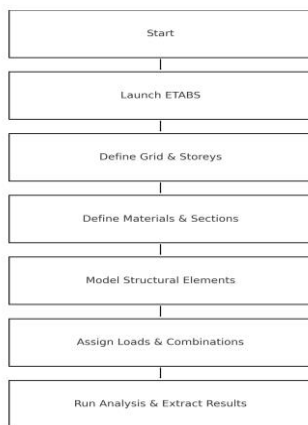 Start
Launch ETABS
Define Grid & Storeys
Define Materials & Sections
Model Structural Elements
Assign Loads & Combinations
Run Analysis & Extract Results